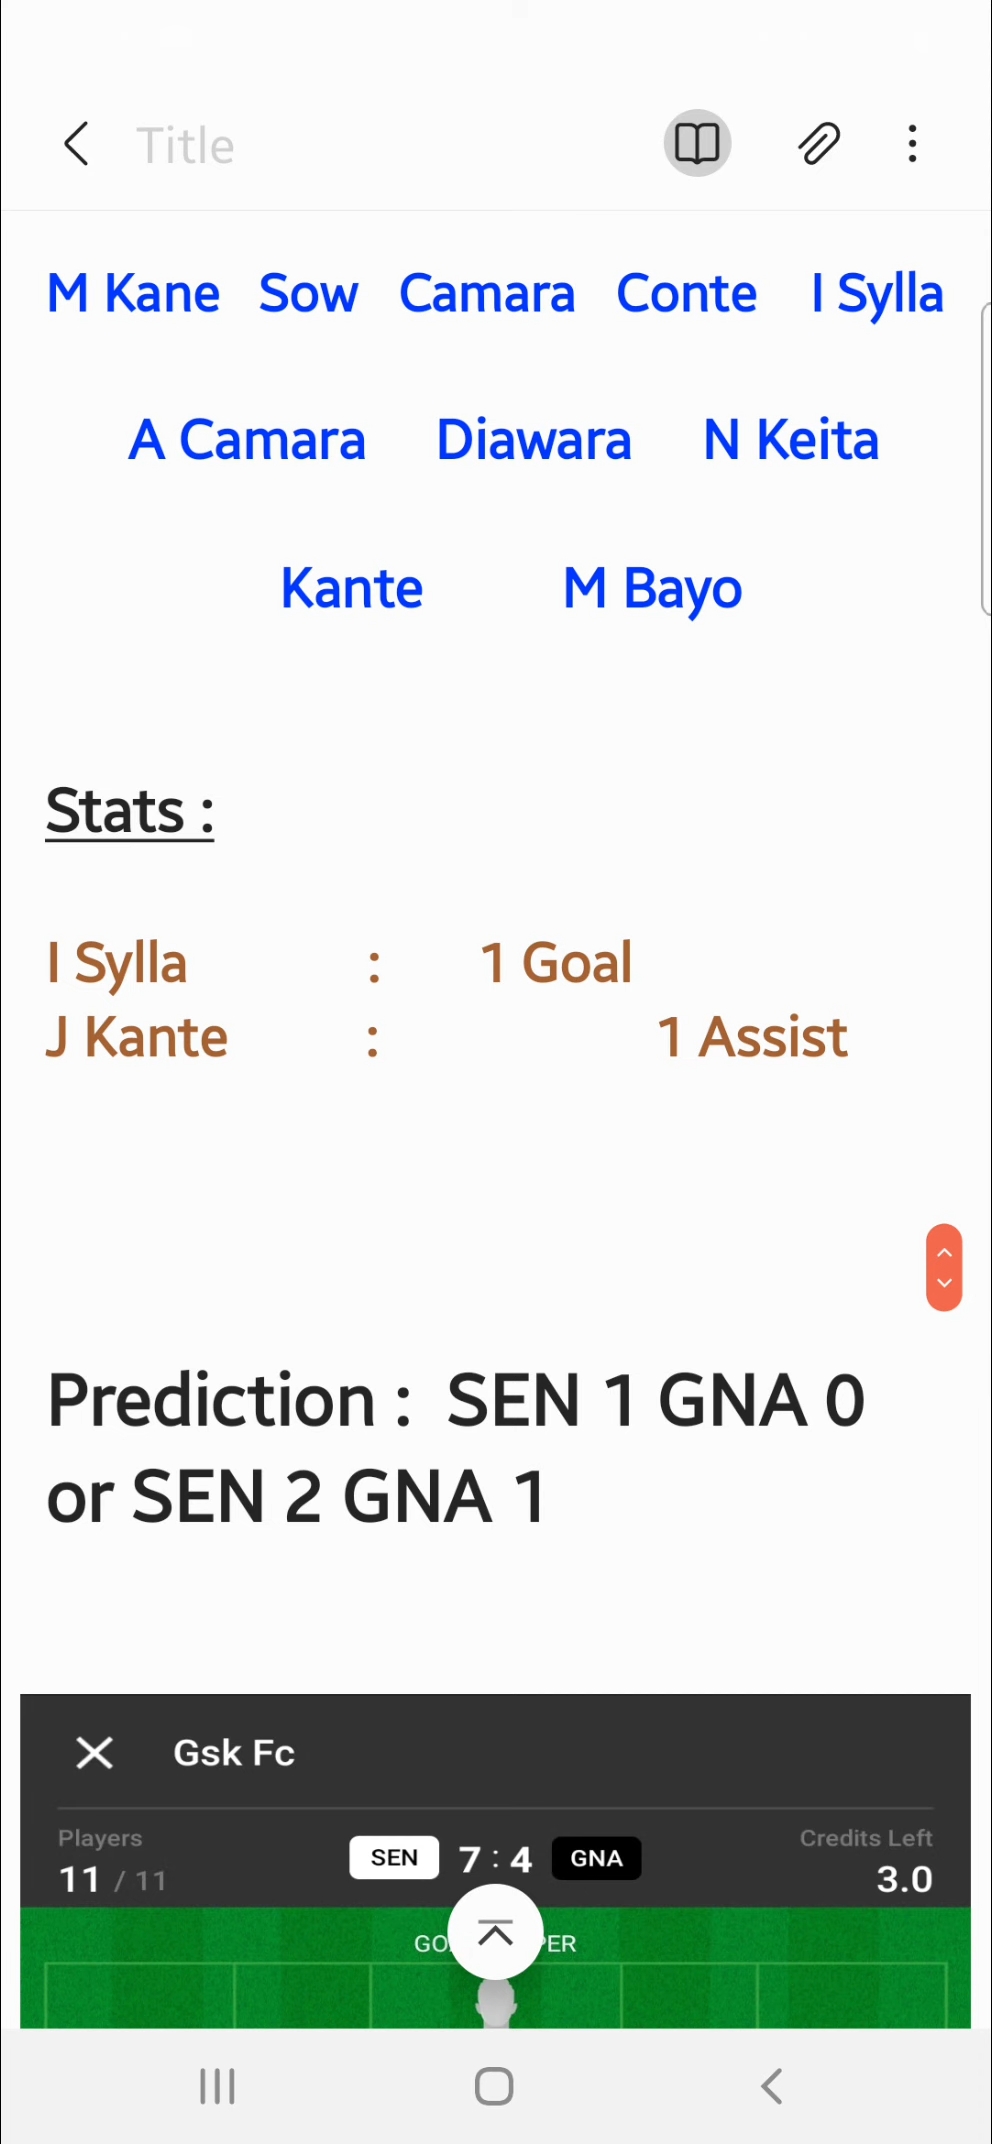 Title
M Kane Sow Camara Conte I Sylla
A Camara Diawara N Keita
Kante M Bayo
Stats :
I Sylla : 1 Goal
J Kante : 1 Assist
Prediction : SEN 1 GNA 0
or SEN 2 GNA 1
Gsk Fc
Players Credits Left
11 / 11 SEN 7 : 4 GNA 3.0